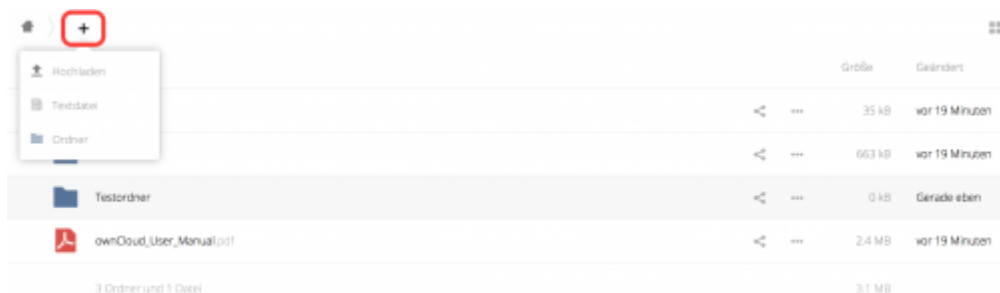 +
Hochladen
Größe Geändert
Textdatei
35 kB vor 19 Minuten
Ordner
663 kB vor 19 Minuten
Testordner 0 kB Gerade eben
ownCloud_User_Manual.pdf 2.4 MB vor 19 Minuten
3 Ordner und 1 Datei 3.1 MB